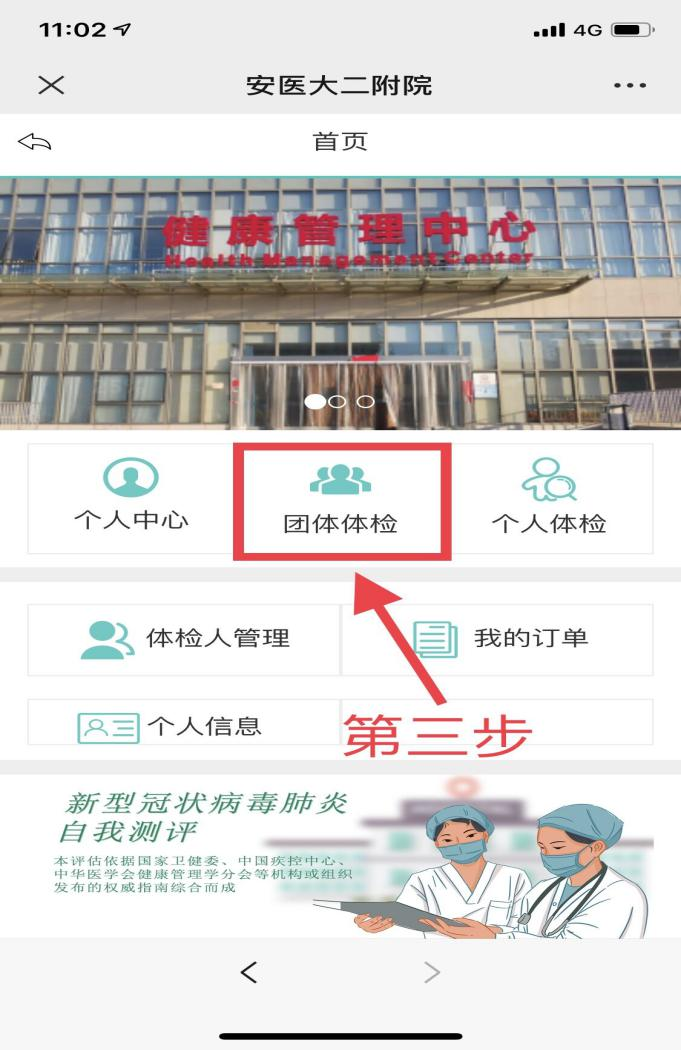 11:02
4G
安医大二附院
首页
健康管理中心
Health Management Center
个人中心
团体体检
个人体检
体检人管理
我的订单
个人信息
第三步
新型冠状病毒肺炎
自我测评
本评估依据国家卫健委、中国疾控中心、
中华医学会健康管理学分会等机构或组织
发布的权威指南综合而成